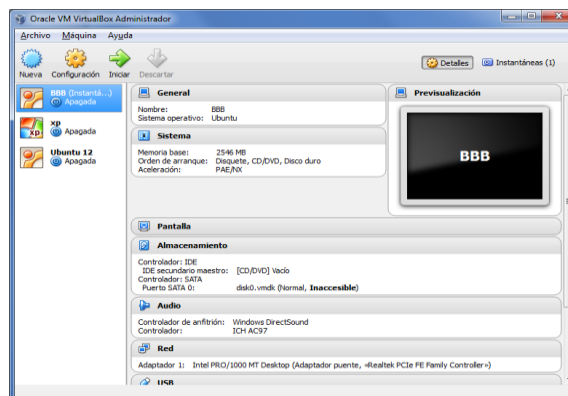 Oracle VM VirtualBox Administrador
Archivo Máquina Ayuda
Nueva Configuración Iniciar Descartar
Detalles Instantáneas (1)
BBB (Instantá...)
Apagada
xp
Apagada
Ubuntu 12
Apagada
General
Nombre: BBB
Sistema operativo: Ubuntu
Sistema
Memoria base: 2546 MB
Orden de arranque: Disquete, CD/DVD, Disco duro
Aceleración: PAE/NX
Previsualización
BBB
Pantalla
Almacenamiento
Controlador: IDE
IDE secundario maestro: [CD/DVD] Vacío
Controlador: SATA
Puerto SATA 0: disk0.vmdk (Normal, Inaccesible)
Audio
Controlador de anfitrión: Windows DirectSound
Controlador: ICH AC97
Red
Adaptador 1: Intel PRO/1000 MT Desktop (Adaptador puente, «Realtek PCIe FE Family Controller»)
USB